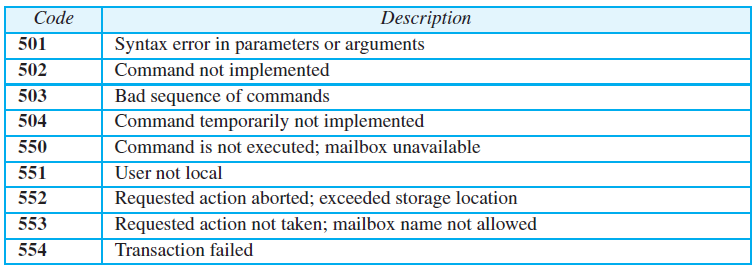 Code Description
501 Syntax error in parameters or arguments
502 Command not implemented
503 Bad sequence of commands
504 Command temporarily not implemented
550 Command is not executed; mailbox unavailable
551 User not local
552 Requested action aborted; exceeded storage location
553 Requested action not taken; mailbox name not allowed
554 Transaction failed